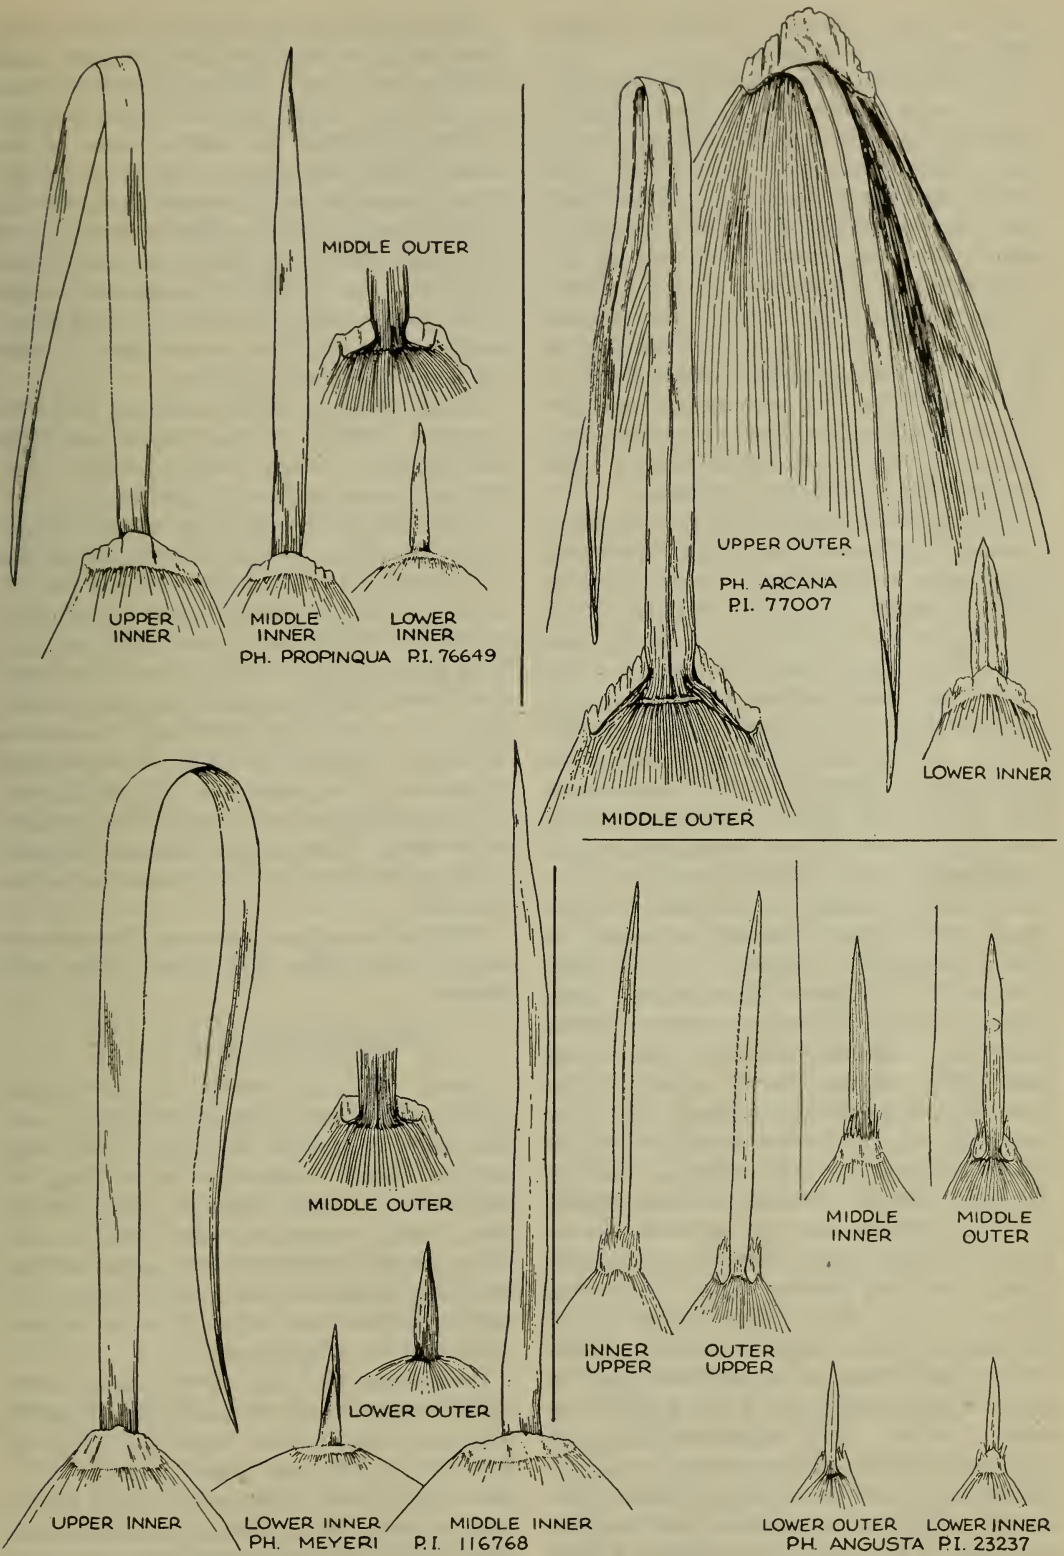 MIDDLE OUTER
UPPER
INNER
MIDDLE
INNER
LOWER
INNER
PH. PROPINQUA P.I. 76649
UPPER OUTER
PH. ARCANA
P.I. 77007
LOWER INNER
MIDDLE OUTER
MIDDLE OUTER
LOWER OUTER
UPPER INNER
LOWER INNER
MIDDLE INNER
PH. MEYERI P.I. 116768
MIDDLE
INNER
MIDDLE
OUTER
INNER
UPPER
OUTER
UPPER
LOWER OUTER
LOWER INNER
PH. ANGUSTA P.I. 23237